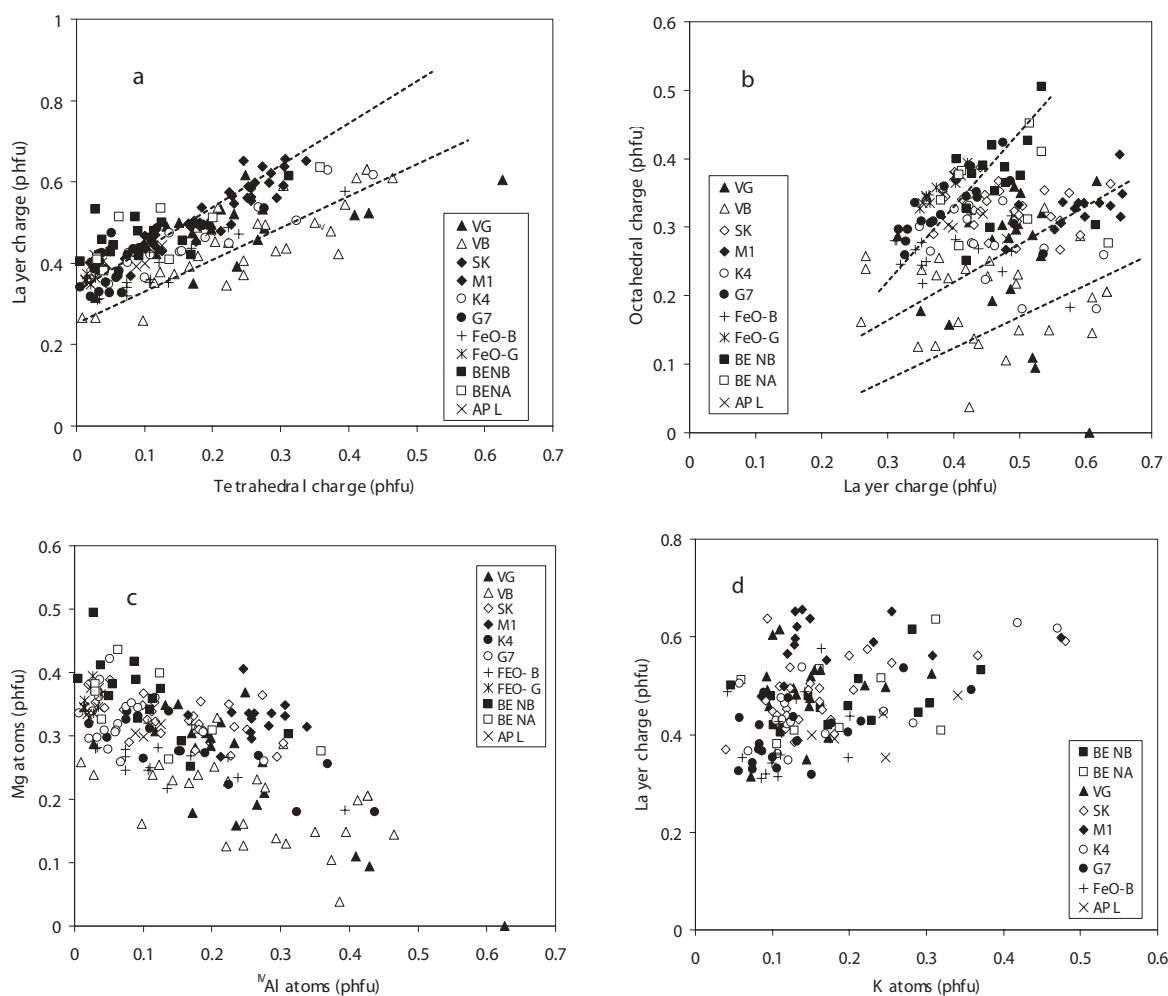 a
1
0.8
0.6
0.4
0.2
0
0 0.1 0.2 0.3 0.4 0.5 0.6 0.7
La yer ch arge (phfu)
Te trahedra l charge (phfu)
VG
VB
SK
M1
K4
G7
FeO-B
FeO-G
BENB
BENA
AP L
b
0.6
0.5
0.4
0.3
0.2
0.1
0
0 0.1 0.2 0.3 0.4 0.5 0.6 0.7
Octahedral charge (phfu)
La yer charge (phfu)
VG
VB
SK
M1
K4
G7
FeO-B
FeO-G
BE NB
BE NA
AP L
c
0.6
0.5
0.4
0.3
0.2
0.1
0
0 0.1 0.2 0.3 0.4 0.5 0.6 0.7
Mg at oms (phfu)
IVAl atoms (phfu)
VG
VB
SK
M1
K4
G7
FEO- B
FEO- G
BE NB
BE NA
AP L
d
0.8
0.6
0.4
0.2
0
0 0.1 0.2 0.3 0.4 0.5 0.6
La yer charge (phfu)
K atoms (phfu)
BE NB
BE NA
VG
SK
M1
K4
G7
FeO-B
AP L